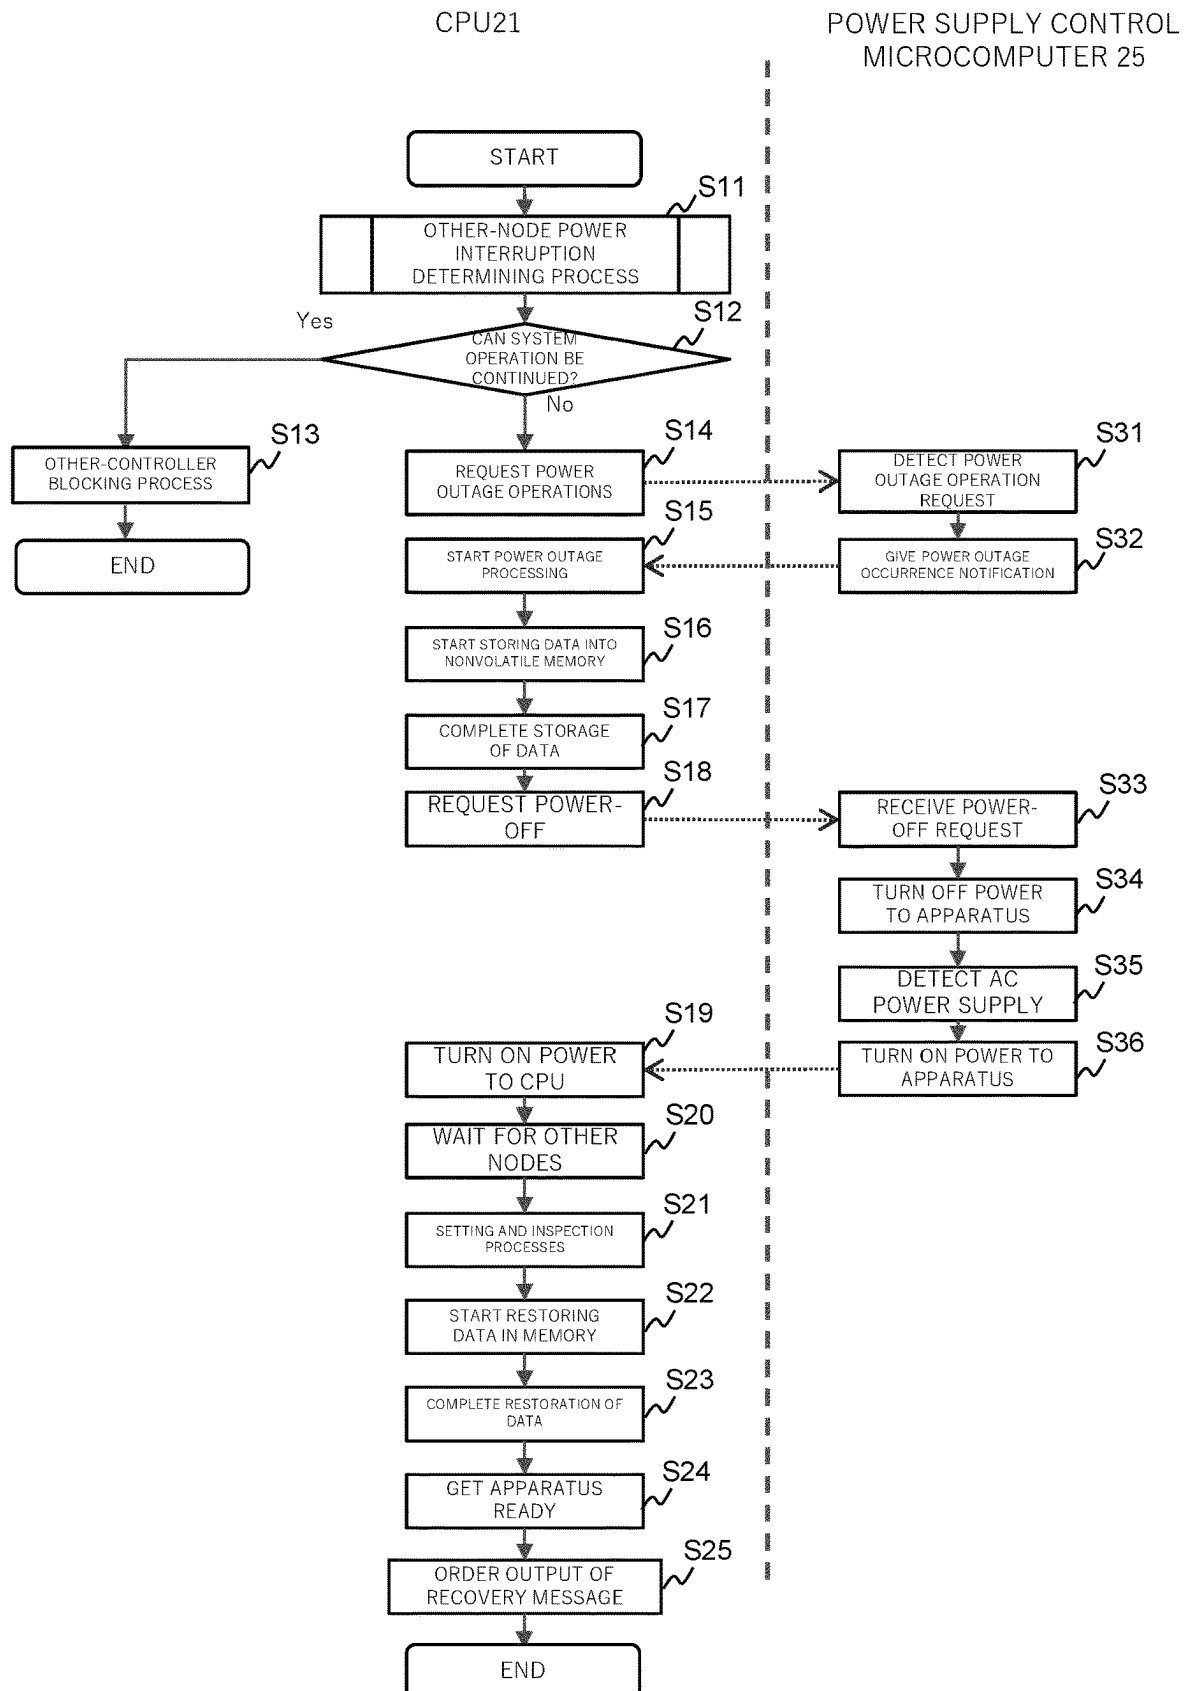 CPU21
POWER SUPPLY CONTROL
MICROCOMPUTER 25
START
S11
OTHER-NODE POWER
INTERRUPTION
DETERMINING PROCESS
Yes
S12
CAN SYSTEM
OPERATION BE
CONTINUED?
No
S13
OTHER-CONTROLLER
BLOCKING PROCESS
END
S14
REQUEST POWER
OUTAGE OPERATIONS
S31
DETECT POWER
OUTAGE OPERATION
REQUEST
S15
START POWER OUTAGE
PROCESSING
S32
GIVE POWER OUTAGE
OCCURRENCE NOTIFICATION
S16
START STORING DATA INTO
NONVOLATILE MEMORY
S17
COMPLETE STORAGE
OF DATA
S18
REQUEST POWER-
OFF
S33
RECEIVE POWER-
OFF REQUEST
S34
TURN OFF POWER
TO APPARATUS
S35
DETECT AC
POWER SUPPLY
S19
TURN ON POWER
TO CPU
S36
TURN ON POWER TO
APPARATUS
S20
WAIT FOR OTHER
NODES
S21
SETTING AND INSPECTION
PROCESSES
S22
START RESTORING
DATA IN MEMORY
S23
COMPLETE RESTORATION OF
DATA
S24
GET APPARATUS
READY
S25
ORDER OUTPUT OF
RECOVERY MESSAGE
END